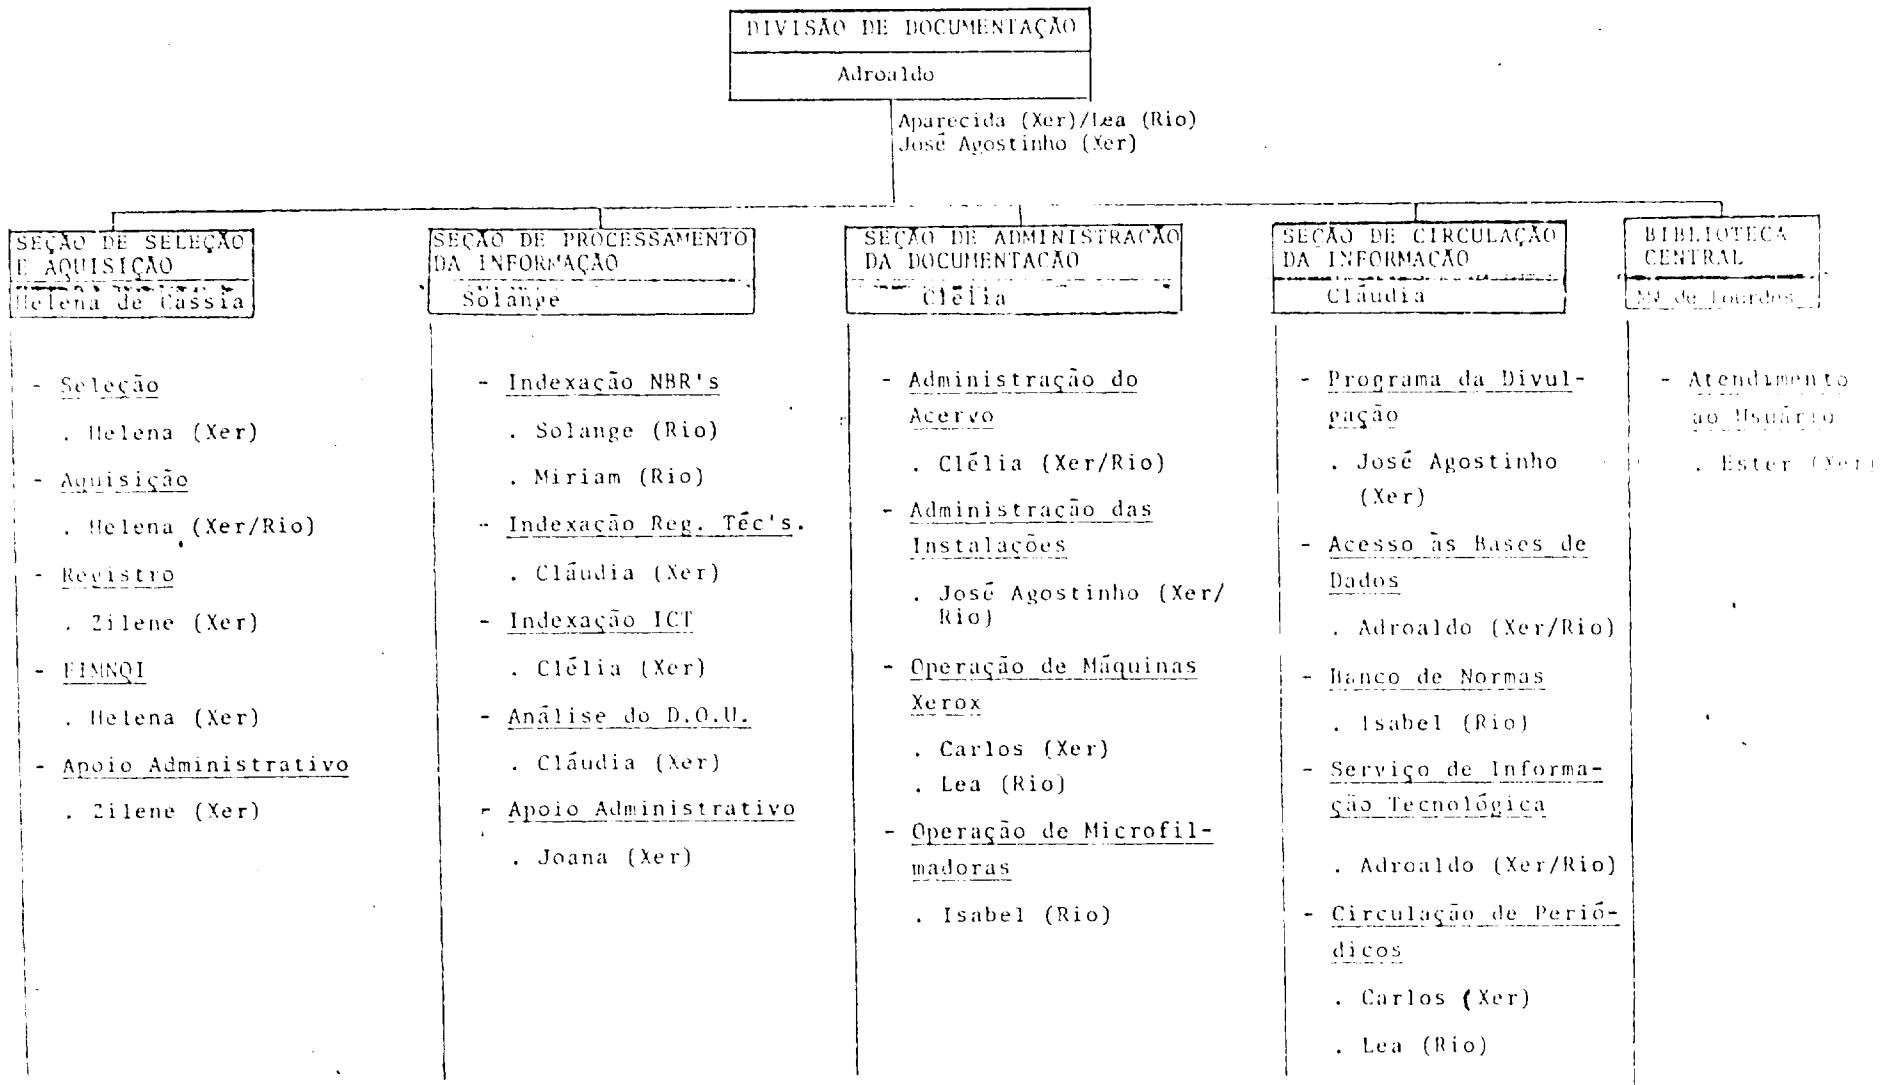 DIVISÃO DE DOCUMENTAÇÃO
Adroaldo
Aparecida (Xer)/Lea (Rio)
José Agostinho (Xer)
SEÇÃO DE SELEÇÃO
E AQUISIÇÃO
Helena de Cássia
- Seleção
. Helena (Xer)
- Aquisição
. Helena (Xer/Rio)
- Registro
. Zilene (Xer)
- FIMNQI
. Helena (Xer)
- Apoio Administrativo
. Zilene (Xer)
SEÇÃO DE PROCESSAMENTO
DA INFORMAÇÃO
Solange
- Indexação NBR's
. Solange (Rio)
. Miriam (Rio)
- Indexação Reg. Téc's.
. Cláudia (Xer)
- Indexação ICT
. Clélia (Xer)
- Análise do D.O.U.
. Cláudia (Xer)
- Apoio Administrativo
. Joana (Xer)
SEÇÃO DE ADMINISTRACÃO
DA DOCUMENTACÃO
Clélia
- Administração do
Acervo
. Clélia (Xer/Rio)
- Administracão das
Instalações
. José Agostinho (Xer/
Rio)
- Operação de Máquinas
Xerox
. Carlos (Xer)
. Lea (Rio)
- Operação de Microfil-
madoras
. Isabel (Rio)
SEÇÃO DE CIRCULAÇÃO
DA INFORMAÇÃO
Cláudia
- Programa da Divul-
gação
. José Agostinho
(Xer)
- Acesso às Bases de
Dados
. Adroaldo (Xer/Rio)
- Banco de Normas
. Isabel (Rio)
- Serviço de Informa-
ção Tecnológica
. Adroaldo (Xer/Rio)
- Circulação de Perió-
dicos
. Carlos (Xer)
. Lea (Rio)
BIBLIOTECA
CENTRAL
Mª de Lourdes
- Atendimento
ao Usuário
. Ester (Xer)